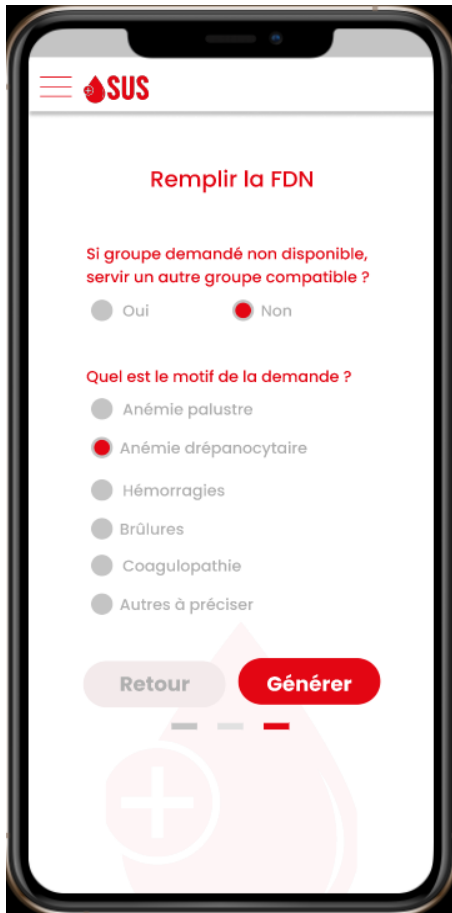 SUS
Remplir la FDN
Si groupe demandé non disponible,
servir un autre groupe compatible ?
Oui
Non
Quel est le motif de la demande ?
Anémie palustre
Anémie drépanocytaire
Hémorragies
Brûlures
Coagulopathie
Autres à préciser
Retour
Générer